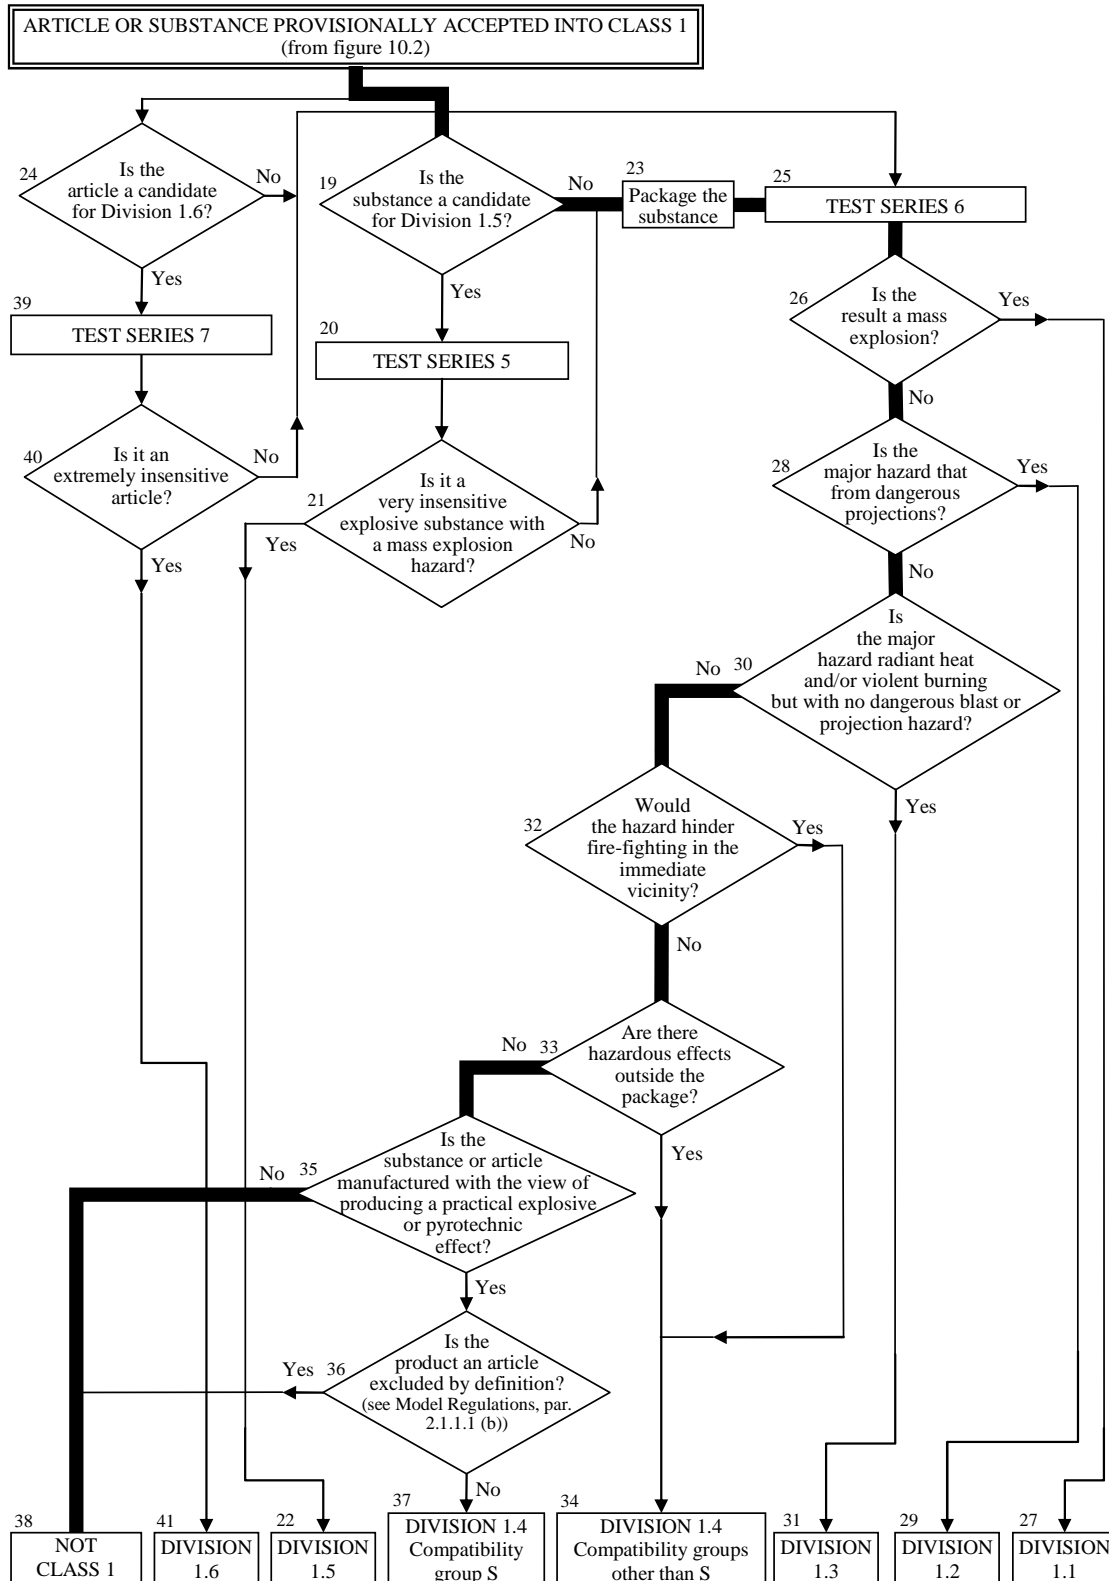 ARTICLE OR SUBSTANCE PROVISIONALLY ACCEPTED INTO CLASS 1
(from figure 10.2)
24
Is the
article a candidate
for Division 1.6?
No
19
Is the
substance a candidate
for Division 1.5?
No
23
Package the
substance
25
TEST SERIES 6
Yes
39
TEST SERIES 7
Yes
20
TEST SERIES 5
26
Is the
result a mass
explosion?
Yes
No
40
Is it an
extremely insensitive
article?
No
Yes
21
Is it a
very insensitive
explosive substance with
a mass explosion
hazard?
Yes
No
28
Is the
major hazard that
from dangerous
projections?
Yes
No
30
Is
the major
hazard radiant heat
and/or violent burning
but with no dangerous blast or
projection hazard?
No
Yes
32
Would
the hazard hinder
fire-fighting in the
immediate
vicinity?
Yes
No
33
Are there
hazardous effects
outside the
package?
No
Yes
35
Is the
substance or article
manufactured with the view of
producing a practical explosive
or pyrotechnic
effect?
No
Yes
36
Is the
product an article
excluded by definition?
(see Model Regulations, par.
2.1.1.1 (b))
Yes
No
38
NOT
CLASS 1
41
DIVISION
1.6
22
DIVISION
1.5
37
DIVISION 1.4
Compatibility
group S
34
DIVISION 1.4
Compatibility groups
other than S
31
DIVISION
1.3
29
DIVISION
1.2
27
DIVISION
1.1